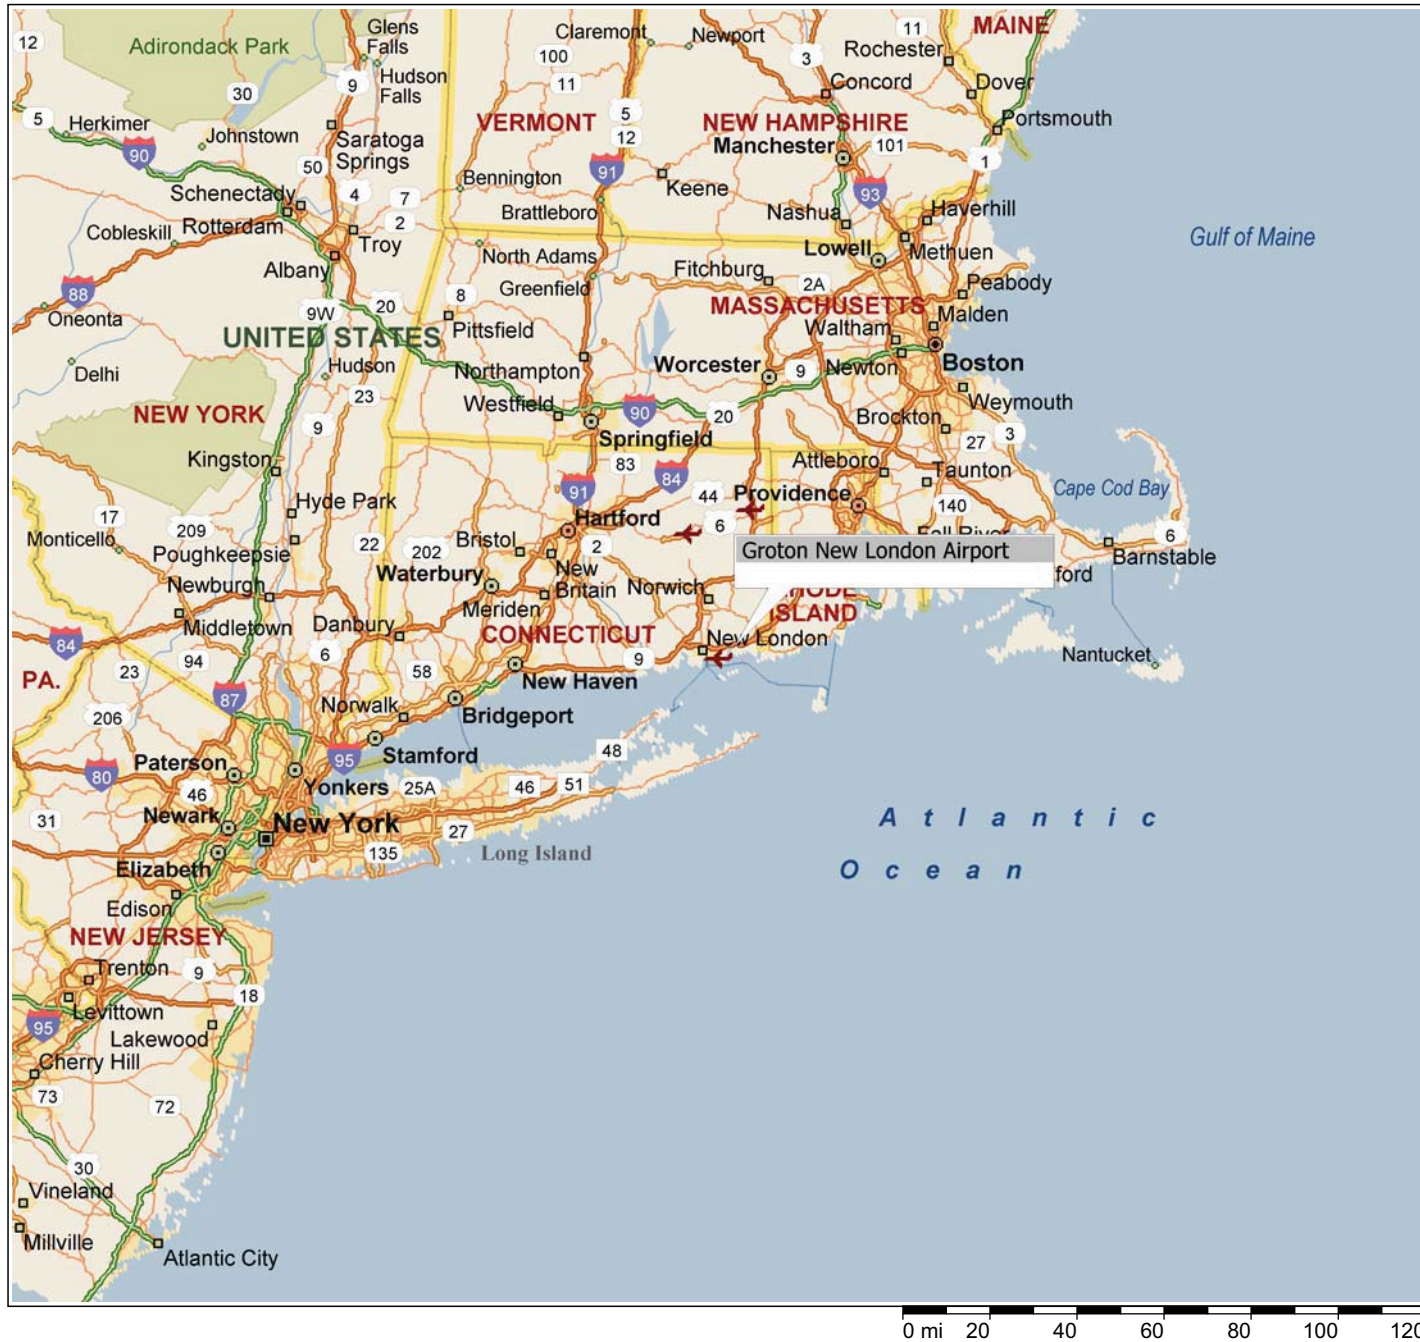 MAINE
12
Glens
Falls
Claremont
Newport
11
Rochester
Adirondack Park
100
3
9
Hudson
Falls
11
Concord
Dover
30
5
Herkimer
Johnstown
Saratoga
Springs
VERMONT
5
12
NEW HAMPSHIRE
Manchester
101
Portsmouth
90
50
91
1
Schenectady
4
7
Bennington
Keene
93
Rotterdam
2
Brattleboro
Nashua
Haverhill
Cobleskill
Troy
North Adams
Lowell
Methuen
Gulf of Maine
Albany
Greenfield
Fitchburg
2A
Peabody
88
9W
20
8
MASSACHUSETTS
Malden
Oneonta
UNITED STATES
Pittsfield
Waltham
Delhi
Hudson
Northampton
Worcester
9
Newton
Boston
23
Westfield
90
20
Weymouth
NEW YORK
9
Springfield
Brockton
27
3
Kingston
83
84
Attleboro
Taunton
Cape Cod Bay
91
44
Providence
140
17
Hyde Park
Hartford
6
Fall River
6
209
Monticello
Poughkeepsie
22
202
Bristol
2
Groton New London Airport
Barnstable
Newburgh
Waterbury
New
Britain
Norwich
ford
Middletown
Danbury
Meriden
RHODE
ISLAND
84
CONNECTICUT
New London
23
94
6
58
9
Nantucket
PA.
87
New Haven
206
Norwalk
Bridgeport
Paterson
95
Stamford
48
80
46
Yonkers
25A
46
51
31
Newark
New York
27
Atlantic
Ocean
135
Long Island
Elizabeth
Edison
NEW JERSEY
Trenton
9
18
Levittown
95
Lakewood
Cherry Hill
73
72
30
Vineland
Millville
Atlantic City
0 mi 20 40 60 80 100 120